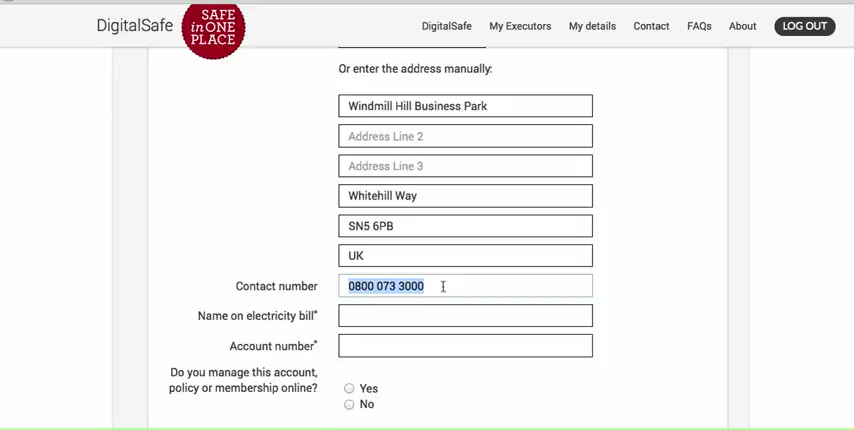 DigitalSafe
SAFE
in ONE
PLACE
DigitalSafe My Executors My details Contact FAQs About LOG OUT
Or enter the address manually:
Windmill Hill Business Park
Address Line 2
Address Line 3
Whitehill Way
SN5 6PB
UK
Contact number 0800 073 3000
Name on electricity bill*
Account number*
Do you manage this account,
policy or membership online?
Yes
No